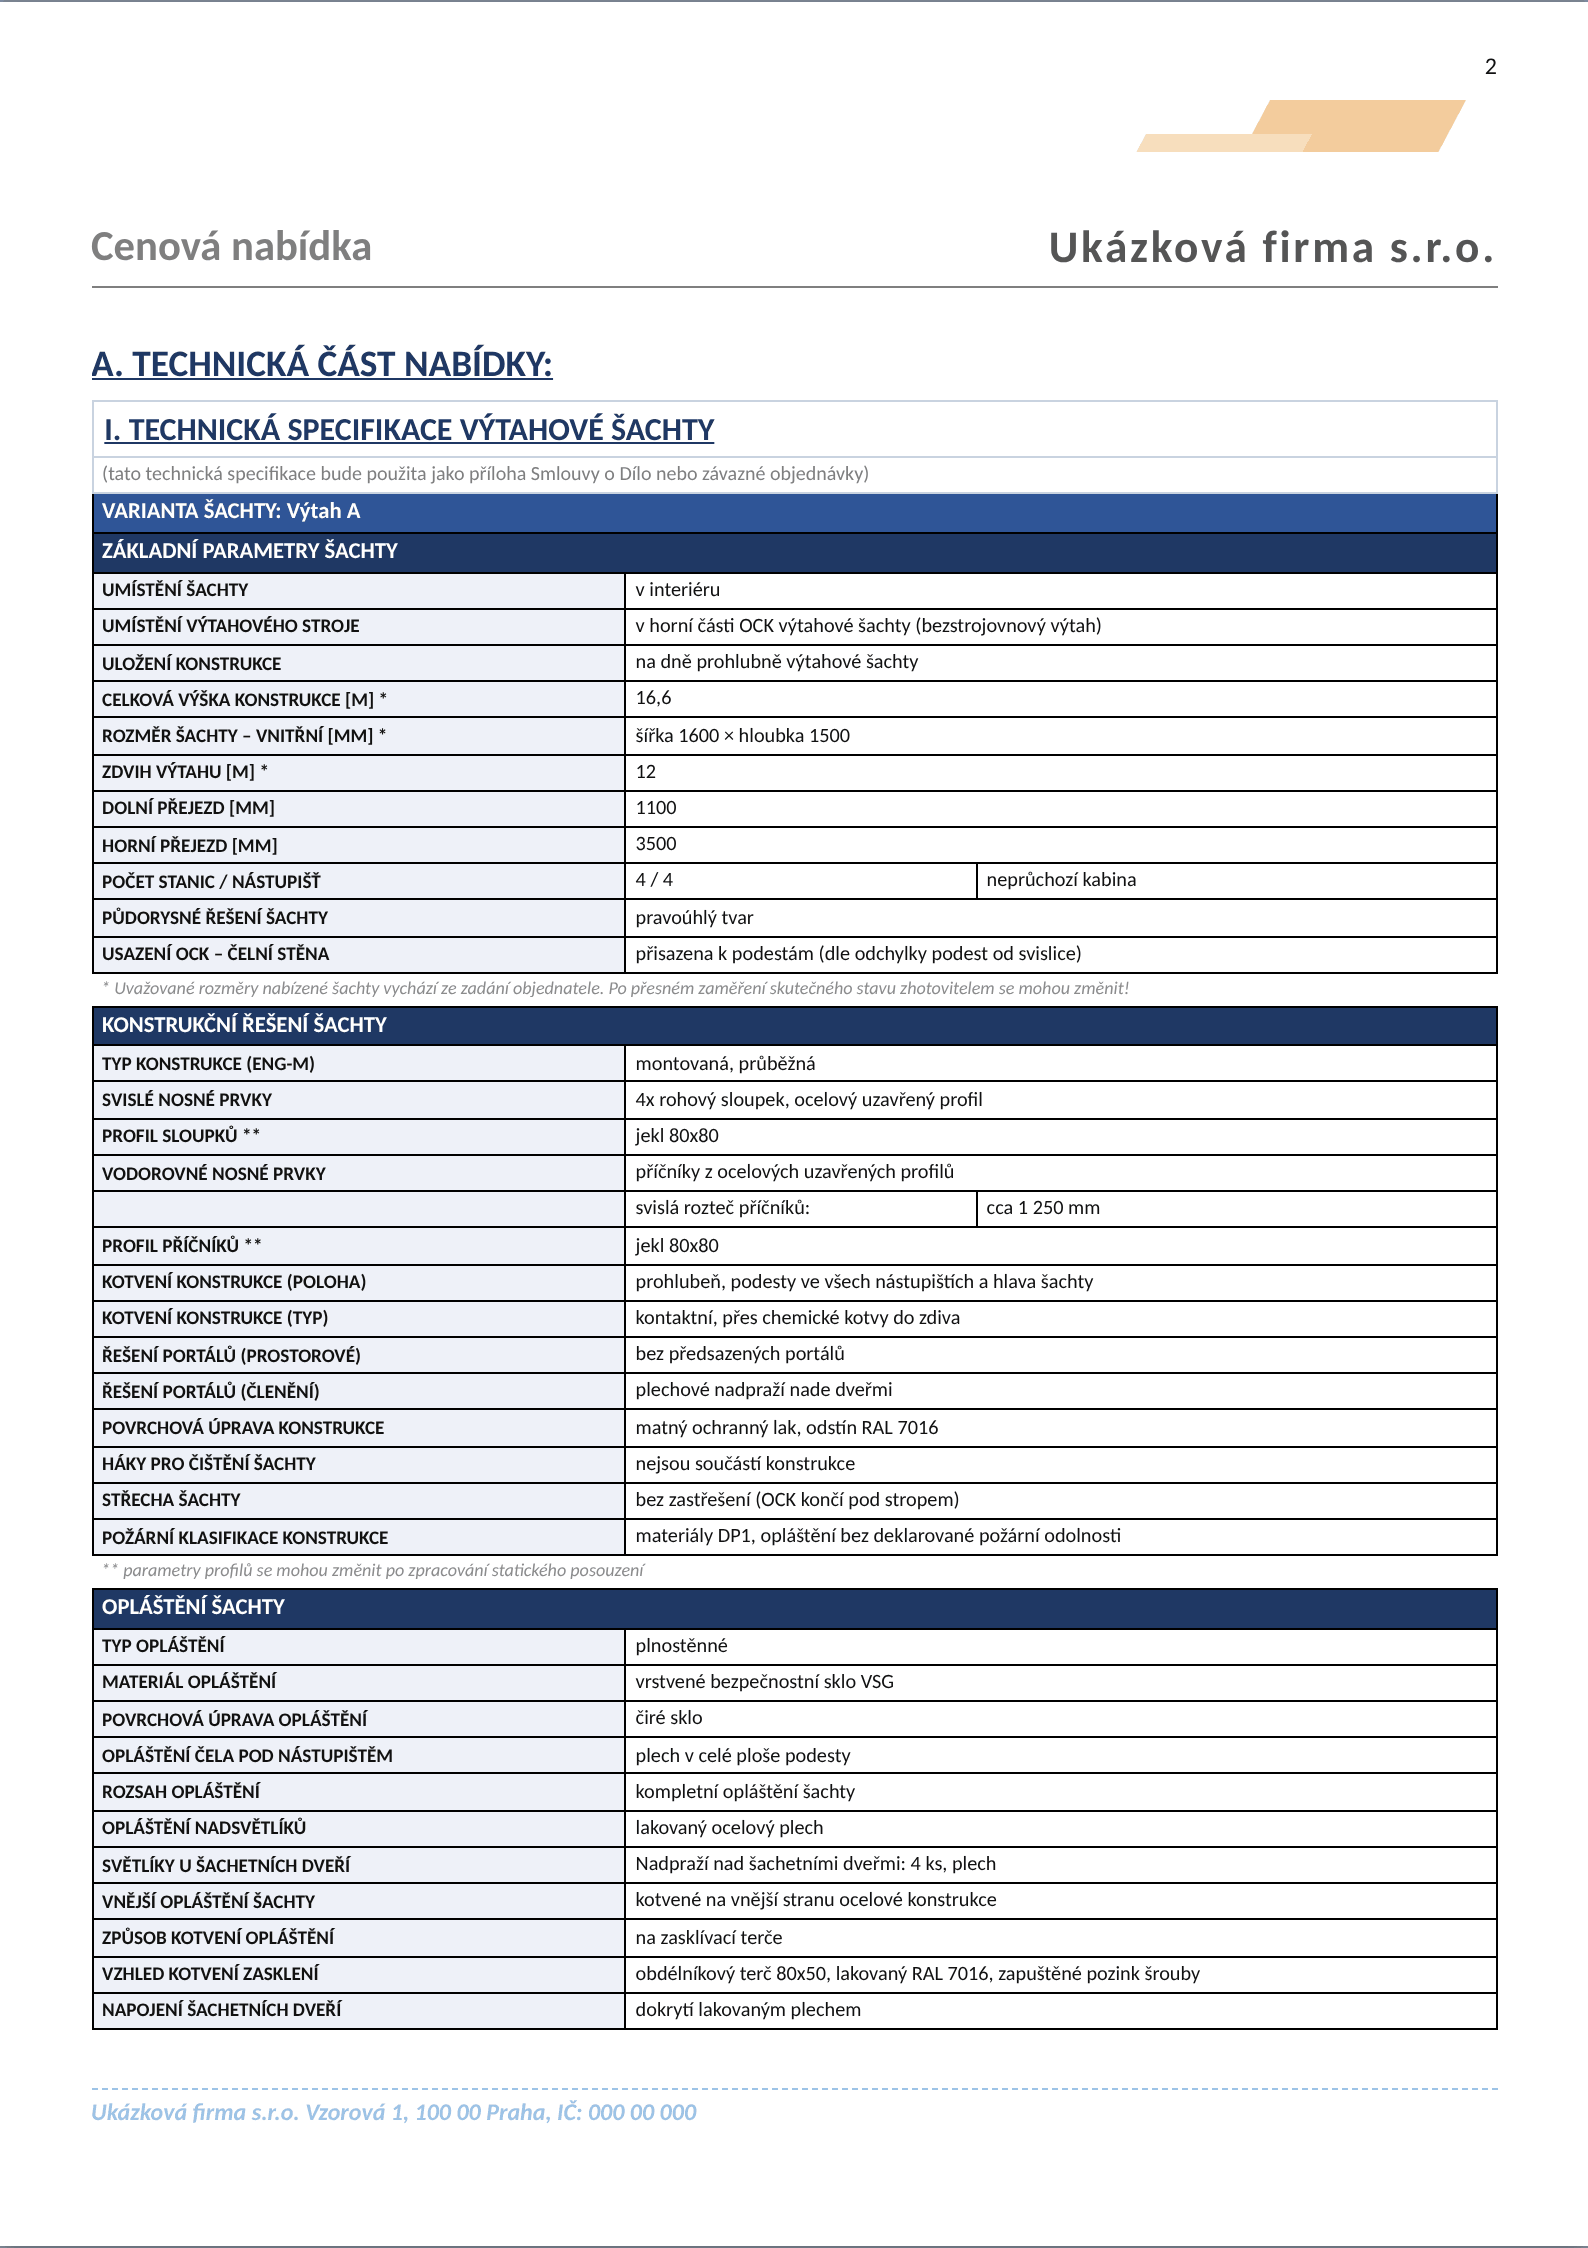 2
Cenová nabídka Ukázková firma s.r.o.
A. TECHNICKÁ ČÁST NABÍDKY:
I. TECHNICKÁ SPECIFIKACE VÝTAHOVÉ ŠACHTY
(tato technická specifikace bude použita jako příloha Smlouvy o Dílo nebo závazné objednávky)
VARIANTA ŠACHTY: Výtah A
ZÁKLADNÍ PARAMETRY ŠACHTY
UMÍSTĚNÍ ŠACHTY v interiéru
UMÍSTĚNÍ VÝTAHOVÉHO STROJE v horní části OCK výtahové šachty (bezstrojovnový výtah)
ULOŽENÍ KONSTRUKCE na dně prohlubně výtahové šachty
CELKOVÁ VÝŠKA KONSTRUKCE [M] * 16,6
ROZMĚR ŠACHTY – VNITŘNÍ [MM] * šířka 1600 × hloubka 1500
ZDVIH VÝTAHU [M] * 12
DOLNÍ PŘEJEZD [MM] 1100
HORNÍ PŘEJEZD [MM] 3500
POČET STANIC / NÁSTUPIŠŤ 4 / 4 neprůchozí kabina
PŮDORYSNÉ ŘEŠENÍ ŠACHTY pravoúhlý tvar
USAZENÍ OCK – ČELNÍ STĚNA přisazena k podestám (dle odchylky podest od svislice)
* Uvažované rozměry nabízené šachty vychází ze zadání objednatele. Po přesném zaměření skutečného stavu zhotovitelem se mohou změnit!
KONSTRUKČNÍ ŘEŠENÍ ŠACHTY
TYP KONSTRUKCE (ENG-M) montovaná, průběžná
SVISLÉ NOSNÉ PRVKY 4x rohový sloupek, ocelový uzavřený profil
PROFIL SLOUPKŮ ** jekl 80x80
VODOROVNÉ NOSNÉ PRVKY příčníky z ocelových uzavřených profilů
svislá rozteč příčníků: cca 1 250 mm
PROFIL PŘÍČNÍKŮ ** jekl 80x80
KOTVENÍ KONSTRUKCE (POLOHA) prohlubeň, podesty ve všech nástupištích a hlava šachty
KOTVENÍ KONSTRUKCE (TYP) kontaktní, přes chemické kotvy do zdiva
ŘEŠENÍ PORTÁLŮ (PROSTOROVÉ) bez předsazených portálů
ŘEŠENÍ PORTÁLŮ (ČLENĚNÍ) plechové nadpraží nade dveřmi
POVRCHOVÁ ÚPRAVA KONSTRUKCE matný ochranný lak, odstín RAL 7016
HÁKY PRO ČIŠTĚNÍ ŠACHTY nejsou součástí konstrukce
STŘECHA ŠACHTY bez zastřešení (OCK končí pod stropem)
POŽÁRNÍ KLASIFIKACE KONSTRUKCE materiály DP1, opláštění bez deklarované požární odolnosti
** parametry profilů se mohou změnit po zpracování statického posouzení
OPLÁŠTĚNÍ ŠACHTY
TYP OPLÁŠTĚNÍ plnostěnné
MATERIÁL OPLÁŠTĚNÍ vrstvené bezpečnostní sklo VSG
POVRCHOVÁ ÚPRAVA OPLÁŠTĚNÍ čiré sklo
OPLÁŠTĚNÍ ČELA POD NÁSTUPIŠTĚM plech v celé ploše podesty
ROZSAH OPLÁŠTĚNÍ kompletní opláštění šachty
OPLÁŠTĚNÍ NADSVĚTLÍKŮ lakovaný ocelový plech
SVĚTLÍKY U ŠACHETNÍCH DVEŘÍ Nadpraží nad šachetními dveřmi: 4 ks, plech
VNĚJŠÍ OPLÁŠTĚNÍ ŠACHTY kotvené na vnější stranu ocelové konstrukce
ZPŮSOB KOTVENÍ OPLÁŠTĚNÍ na zasklívací terče
VZHLED KOTVENÍ ZASKLENÍ obdélníkový terč 80x50, lakovaný RAL 7016, zapuštěné pozink šrouby
NAPOJENÍ ŠACHETNÍCH DVEŘÍ dokrytí lakovaným plechem
Ukázková firma s.r.o. Vzorová 1, 100 00 Praha, IČ: 000 00 000